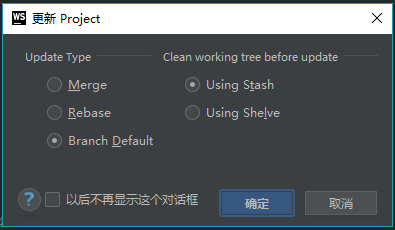 WS 更新 Project
Update Type
Clean working tree before update
Merge
Using Stash
Rebase
Using Shelve
Branch Default
? 以后不再显示这个对话框
确定
取消